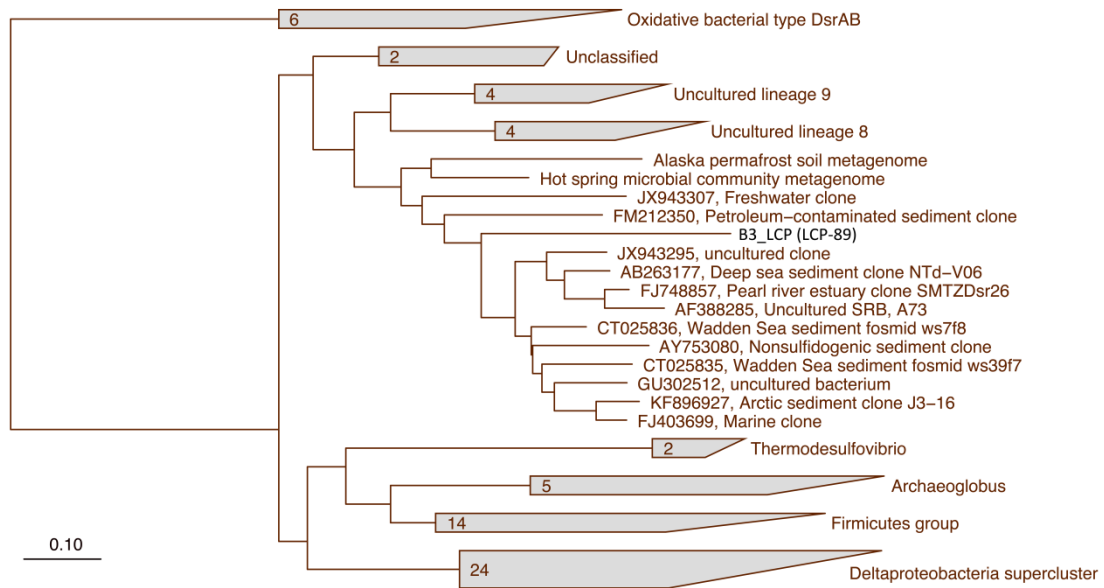 6 Oxidative bacterial type DsrAB
2 Unclassified
4 Uncultured lineage 9
4 Uncultured lineage 8
Alaska permafrost soil metagenome
Hot spring microbial community metagenome
JX943307, Freshwater clone
FM212350, Petroleum−contaminated sediment clone
B3_LCP (LCP-89)
JX943295, uncultured clone
AB263177, Deep sea sediment clone NTd−V06
FJ748857, Pearl river estuary clone SMTZDsr26
AF388285, Uncultured SRB, A73
CT025836, Wadden Sea sediment fosmid ws7f8
AY753080, Nonsulfidogenic sediment clone
CT025835, Wadden Sea sediment fosmid ws39f7
GU302512, uncultured bacterium
KF896927, Arctic sediment clone J3−16
FJ403699, Marine clone
2 Thermodesulfovibrio
5 Archaeoglobus
14 Firmicutes group
0.10
24 Deltaproteobacteria supercluster